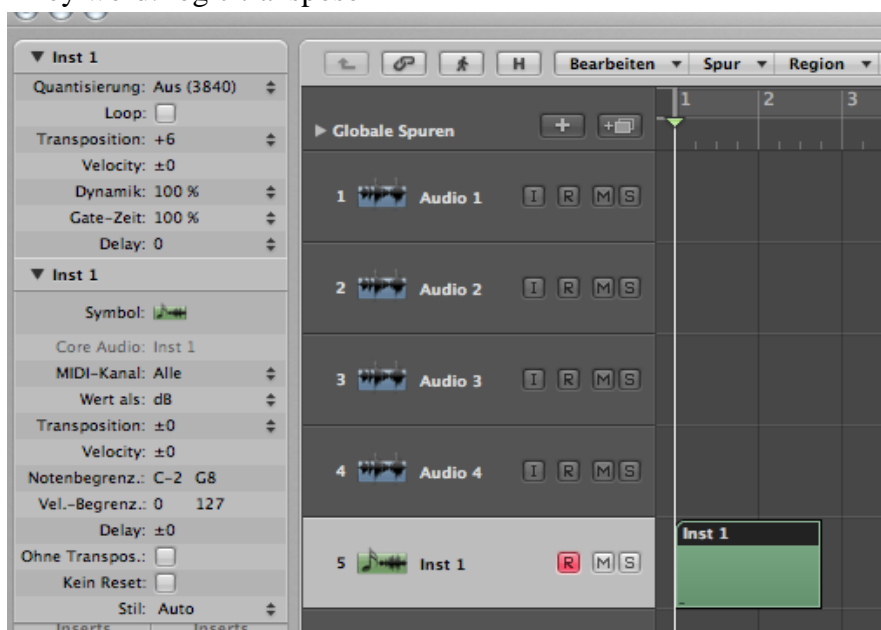 ▼ Inst 1
Quantisierung: Aus (3840)
Loop:
Transposition: +6
Velocity: ±0
Dynamik: 100 %
Gate-Zeit: 100 %
Delay: 0
▼ Inst 1
Symbol:
Core Audio: Inst 1
MIDI-Kanal: Alle
Wert als: dB
Transposition: ±0
Velocity: ±0
Notenbegrenz.: C-2 G8
Vel.-Begrenz.: 0 127
Delay: ±0
Ohne Transpos.:
Kein Reset:
Stil: Auto
Inserts Inserts
H Bearbeiten Spur Region
1 2 3
Globale Spuren
1 Audio 1 I R M S
2 Audio 2 I R M S
3 Audio 3 I R M S
4 Audio 4 I R M S
5 Inst 1 R M S
Inst 1